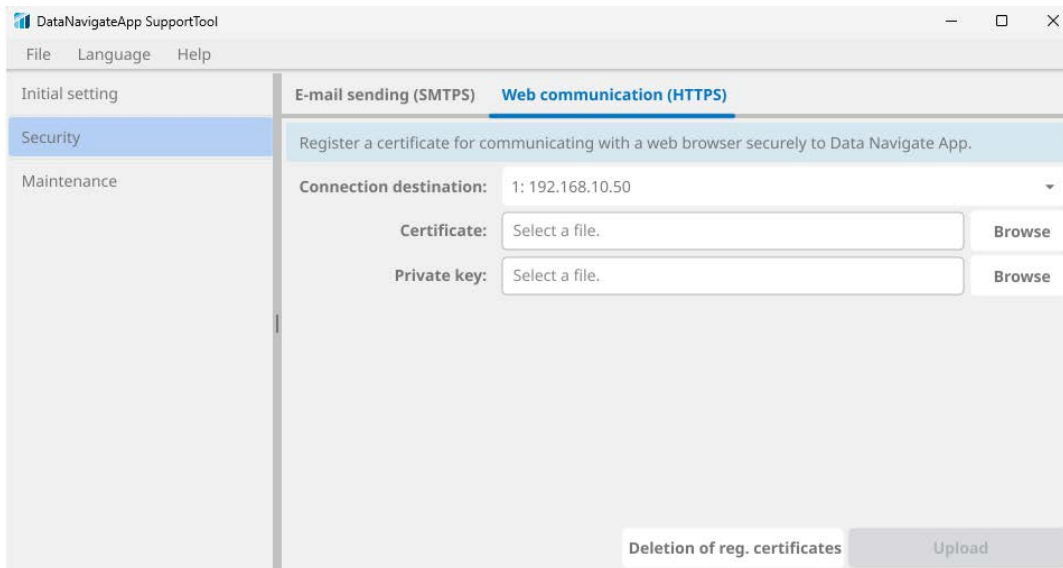 DataNavigateApp SupportTool
File Language Help
Initial setting
Security
Maintenance
E-mail sending (SMTPS) Web communication (HTTPS)
Register a certificate for communicating with a web browser securely to Data Navigate App.
Connection destination: 1: 192.168.10.50
Certificate: Select a file. Browse
Private key: Select a file. Browse
Deletion of reg. certificates Upload